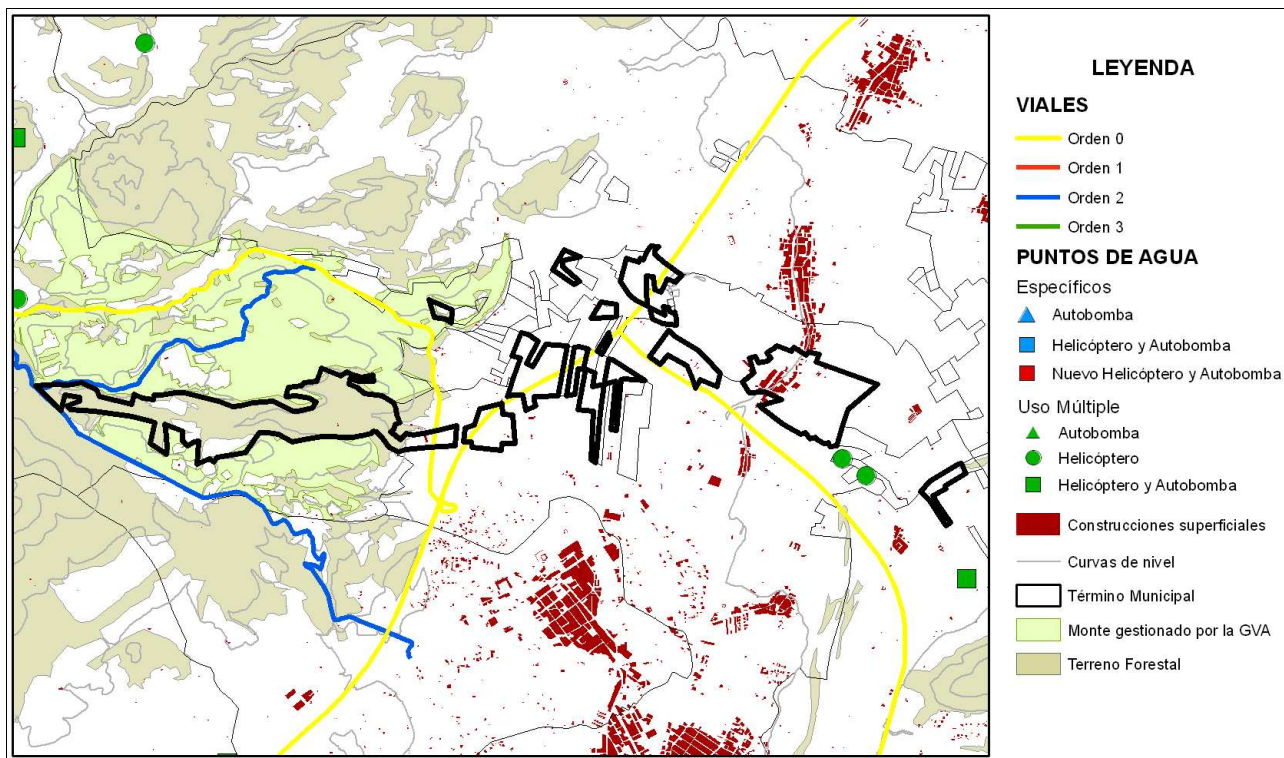 LEYENDA
VIALES
Orden 0
Orden 1
Orden 2
Orden 3
PUNTOS DE AGUA
Específicos
Autobomba
Helicóptero y Autobomba
Nuevo Helicóptero y Autobomba
Uso Múltiple
Autobomba
Helicóptero
Helicóptero y Autobomba
Construcciones superficiales
Curvas de nivel
Término Municipal
Monte gestionado por la GVA
Terreno Forestal